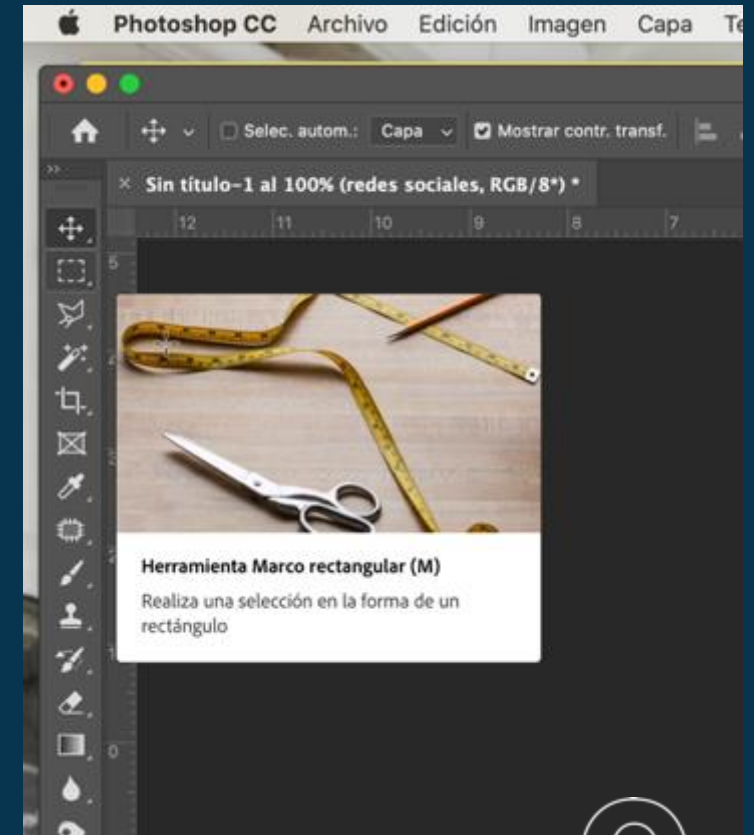 Photoshop CC Archivo Edición Imagen Capa
Selec. autom.: Capa Mostrar contr. transf.
× Sin título-1 al 100% (redes sociales, RGB/8*) *
12 11 10 9 8 7
5
Herramienta Marco rectangular (M)
Realiza una selección en la forma de un
rectángulo
0